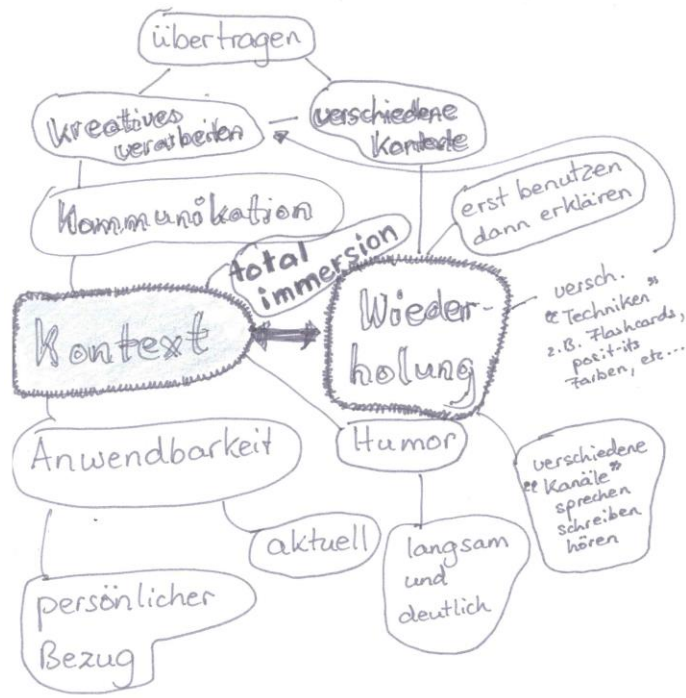 übertragen
kreatives
verarbeiten
verschiedene
Kontexte
Kommunikation
erst benutzen
dann erklären
total
immersion
Kontext
Wieder-
holung
versch.
"Techniken"
z.B. Flashcards,
posit-its
Farben, etc...
Anwendbarkeit
Humor
verschiedene
"Kanäle"
sprechen
schreiben
hören
aktuell
langsam
und
deutlich
persönlicher
Bezug